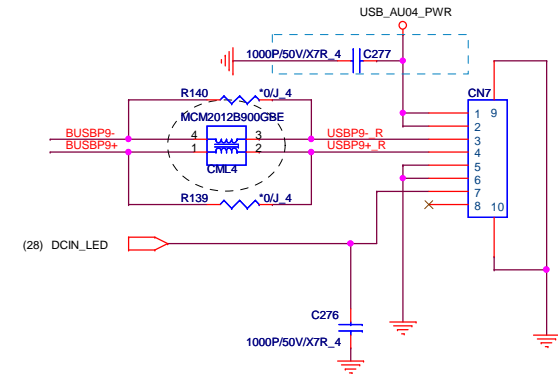 USB_AU04_PWR
1000P/50V/X7R_4 C277
R140 *0/J_4
CN7
MCM2012B900GBE
1 9
2
BUSBP9- 4 3 USBP9-_R 3
BUSBP9+ 1 2 USBP9+_R 4
CML4
5
6
R139 *0/J_4
7
8 10
(28) DCIN_LED
C276
1000P/50V/X7R_4